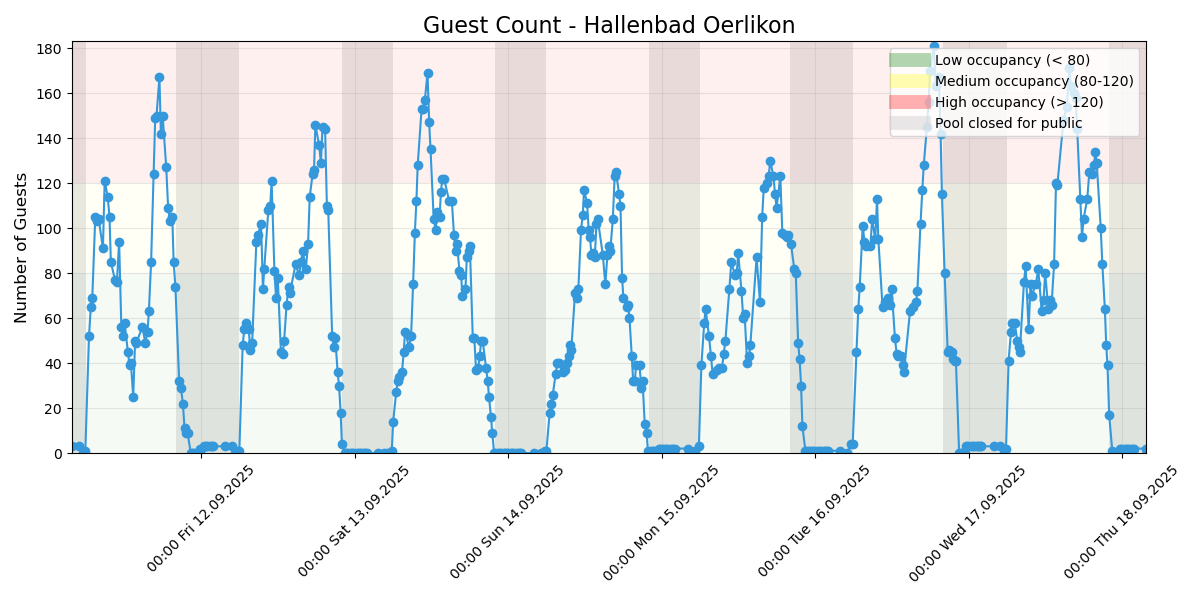 Guest Count - Hallenbad Oerlikon
Number of Guests
180
160
140
120
100
80
60
40
20
0
Low occupancy (< 80)
Medium occupancy (80-120)
High occupancy (> 120)
Pool closed for public
00:00 Fri 12.09.2025
00:00 Sat 13.09.2025
00:00 Sun 14.09.2025
00:00 Mon 15.09.2025
00:00 Tue 16.09.2025
00:00 Wed 17.09.2025
00:00 Thu 18.09.2025